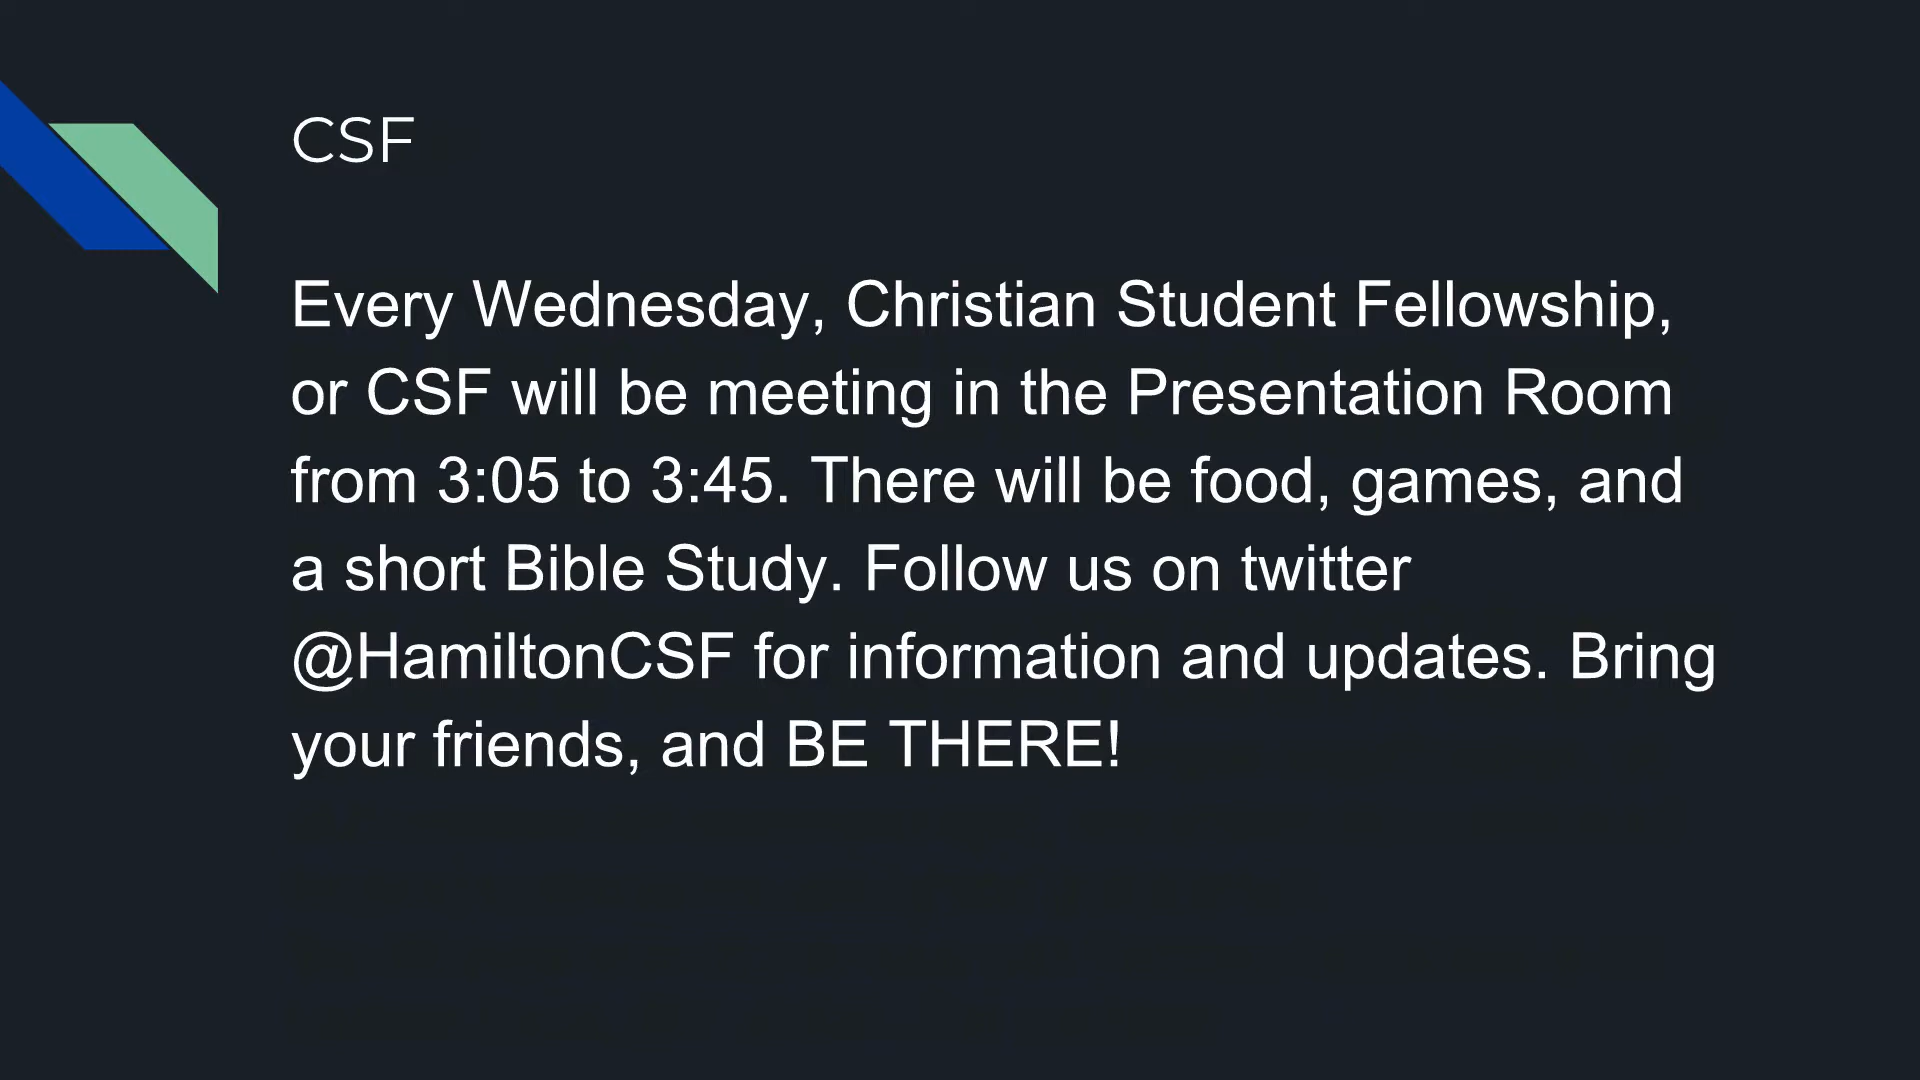 CSF
Every Wednesday, Christian Student Fellowship,
or CSF will be meeting in the Presentation Room
from 3:05 to 3:45. There will be food, games, and
a short Bible Study. Follow us on twitter
@HamiltonCSF for information and updates. Bring
your friends, and BE THERE!